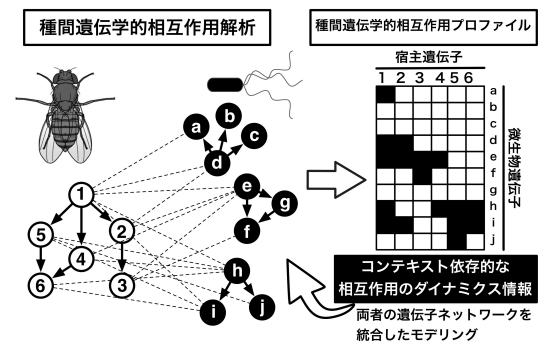 種間遺伝学的相互作用解析
種間遺伝学的相互作用プロファイル
宿主遺伝子
1 2 3 4 5 6
a
b
c
d
e
f
g
h
i
j
微生物遺伝子
a
b
c
d
e
g
f
h
i
j
1
5
2
4
6
3
コンテキスト依存的な
相互作用のダイナミクス情報
両者の遺伝子ネットワークを
統合したモデリング